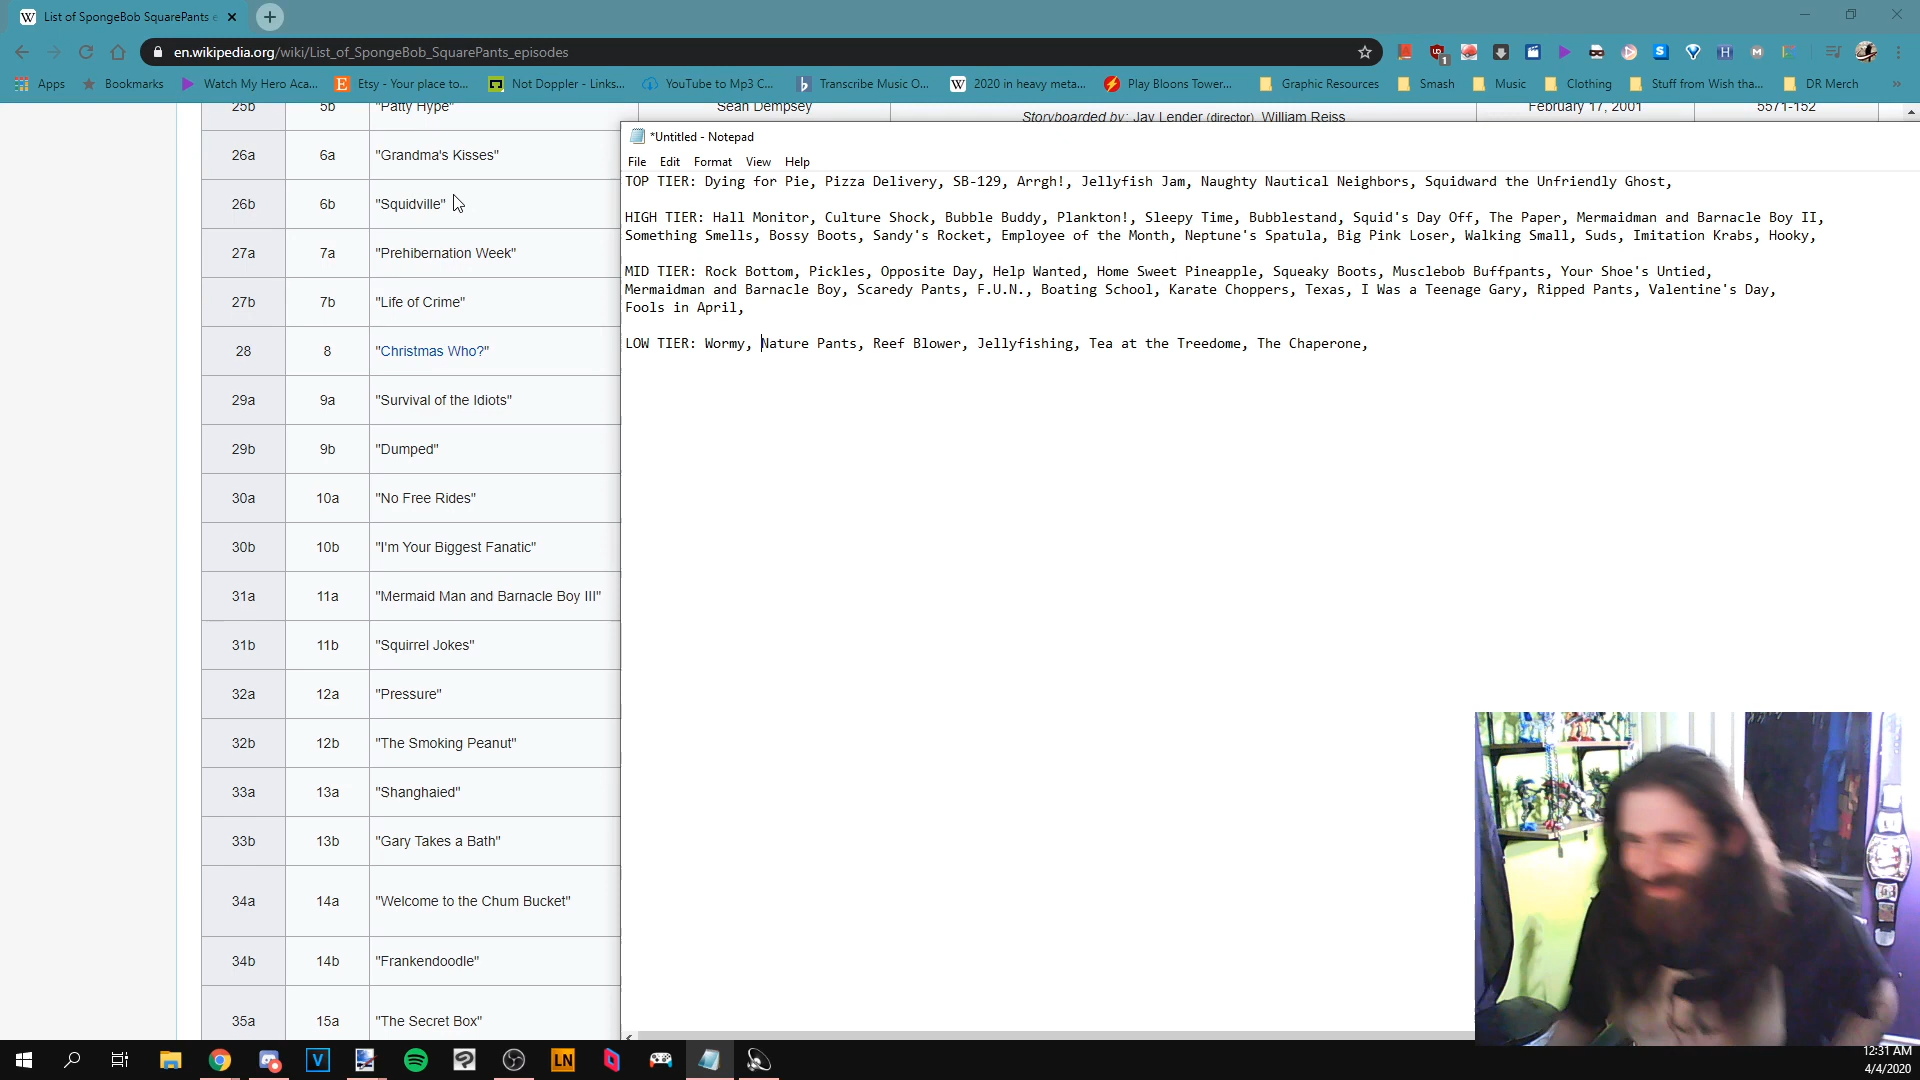 List of SpongeBob SquarePants e
en.wikipedia.org/wiki/List_of_SpongeBob_SquarePants_episodes
1
Apps
Bookmarks
Watch My Hero Aca...
Etsy - Your place to...
Not Doppler - Links...
YouTube to Mp3 C...
Transcribe Music O...
2020 in heavy meta...
Play Bloons Tower...
Graphic Resources
Smash
Music
Clothing
Stuff from Wish tha...
DR Merch
25b 5b "Patty Hype" Sean Dempsey February 17, 2001 5571-152
Storyboarded by: Jay Lender (director), William Reiss
26a 6a "Grandma's Kisses"
26b 6b "Squidville"
27a 7a "Prehibernation Week"
27b 7b "Life of Crime"
28 8 "Christmas Who?"
29a 9a "Survival of the Idiots"
29b 9b "Dumped"
30a 10a "No Free Rides"
30b 10b "I'm Your Biggest Fanatic"
31a 11a "Mermaid Man and Barnacle Boy III"
31b 11b "Squirrel Jokes"
32a 12a "Pressure"
32b 12b "The Smoking Peanut"
33a 13a "Shanghaied"
33b 13b "Gary Takes a Bath"
34a 14a "Welcome to the Chum Bucket"
34b 14b "Frankendoodle"
35a 15a "The Secret Box"
*Untitled - Notepad
File Edit Format View Help
TOP TIER: Dying for Pie, Pizza Delivery, SB-129, Arrgh!, Jellyfish Jam, Naughty Nautical Neighbors, Squidward the Unfriendly Ghost,
HIGH TIER: Hall Monitor, Culture Shock, Bubble Buddy, Plankton!, Sleepy Time, Bubblestand, Squid's Day Off, The Paper, Mermaidman and Barnacle Boy II,
Something Smells, Bossy Boots, Sandy's Rocket, Employee of the Month, Neptune's Spatula, Big Pink Loser, Walking Small, Suds, Imitation Krabs, Hooky,
MID TIER: Rock Bottom, Pickles, Opposite Day, Help Wanted, Home Sweet Pineapple, Squeaky Boots, Musclebob Buffpants, Your Shoe's Untied,
Mermaidman and Barnacle Boy, Scaredy Pants, F.U.N., Boating School, Karate Choppers, Texas, I Was a Teenage Gary, Ripped Pants, Valentine's Day,
Fools in April,
LOW TIER: Wormy, Nature Pants, Reef Blower, Jellyfishing, Tea at the Treedome, The Chaperone,
12:31 AM
4/4/2020